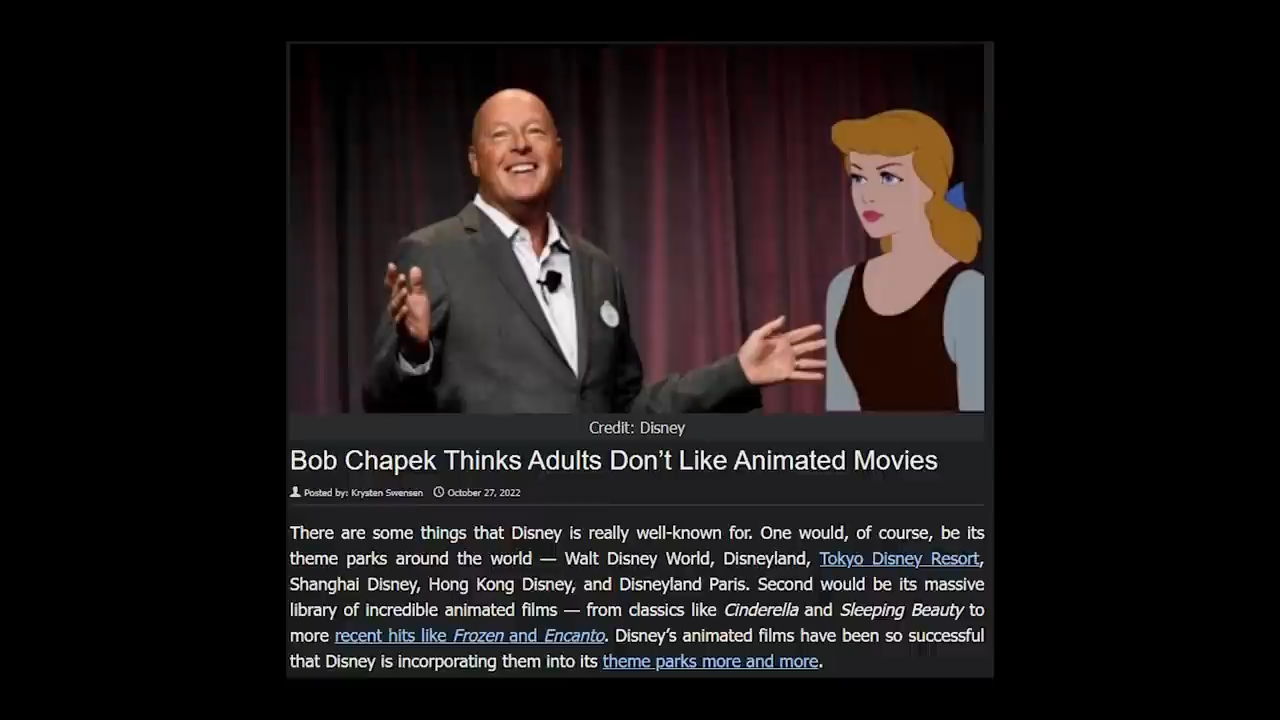 Credit: Disney
Bob Chapek Thinks Adults Don't Like Animated Movies
Posted by: Krysten Swensen October 27, 2022
There are some things that Disney is really well-known for. One would, of course, be its
theme parks around the world — Walt Disney World, Disneyland, Tokyo Disney Resort,
Shanghai Disney, Hong Kong Disney, and Disneyland Paris. Second would be its massive
library of incredible animated films — from classics like Cinderella and Sleeping Beauty to
more recent hits like Frozen and Encanto. Disney's animated films have been so successful
that Disney is incorporating them into its theme parks more and more.